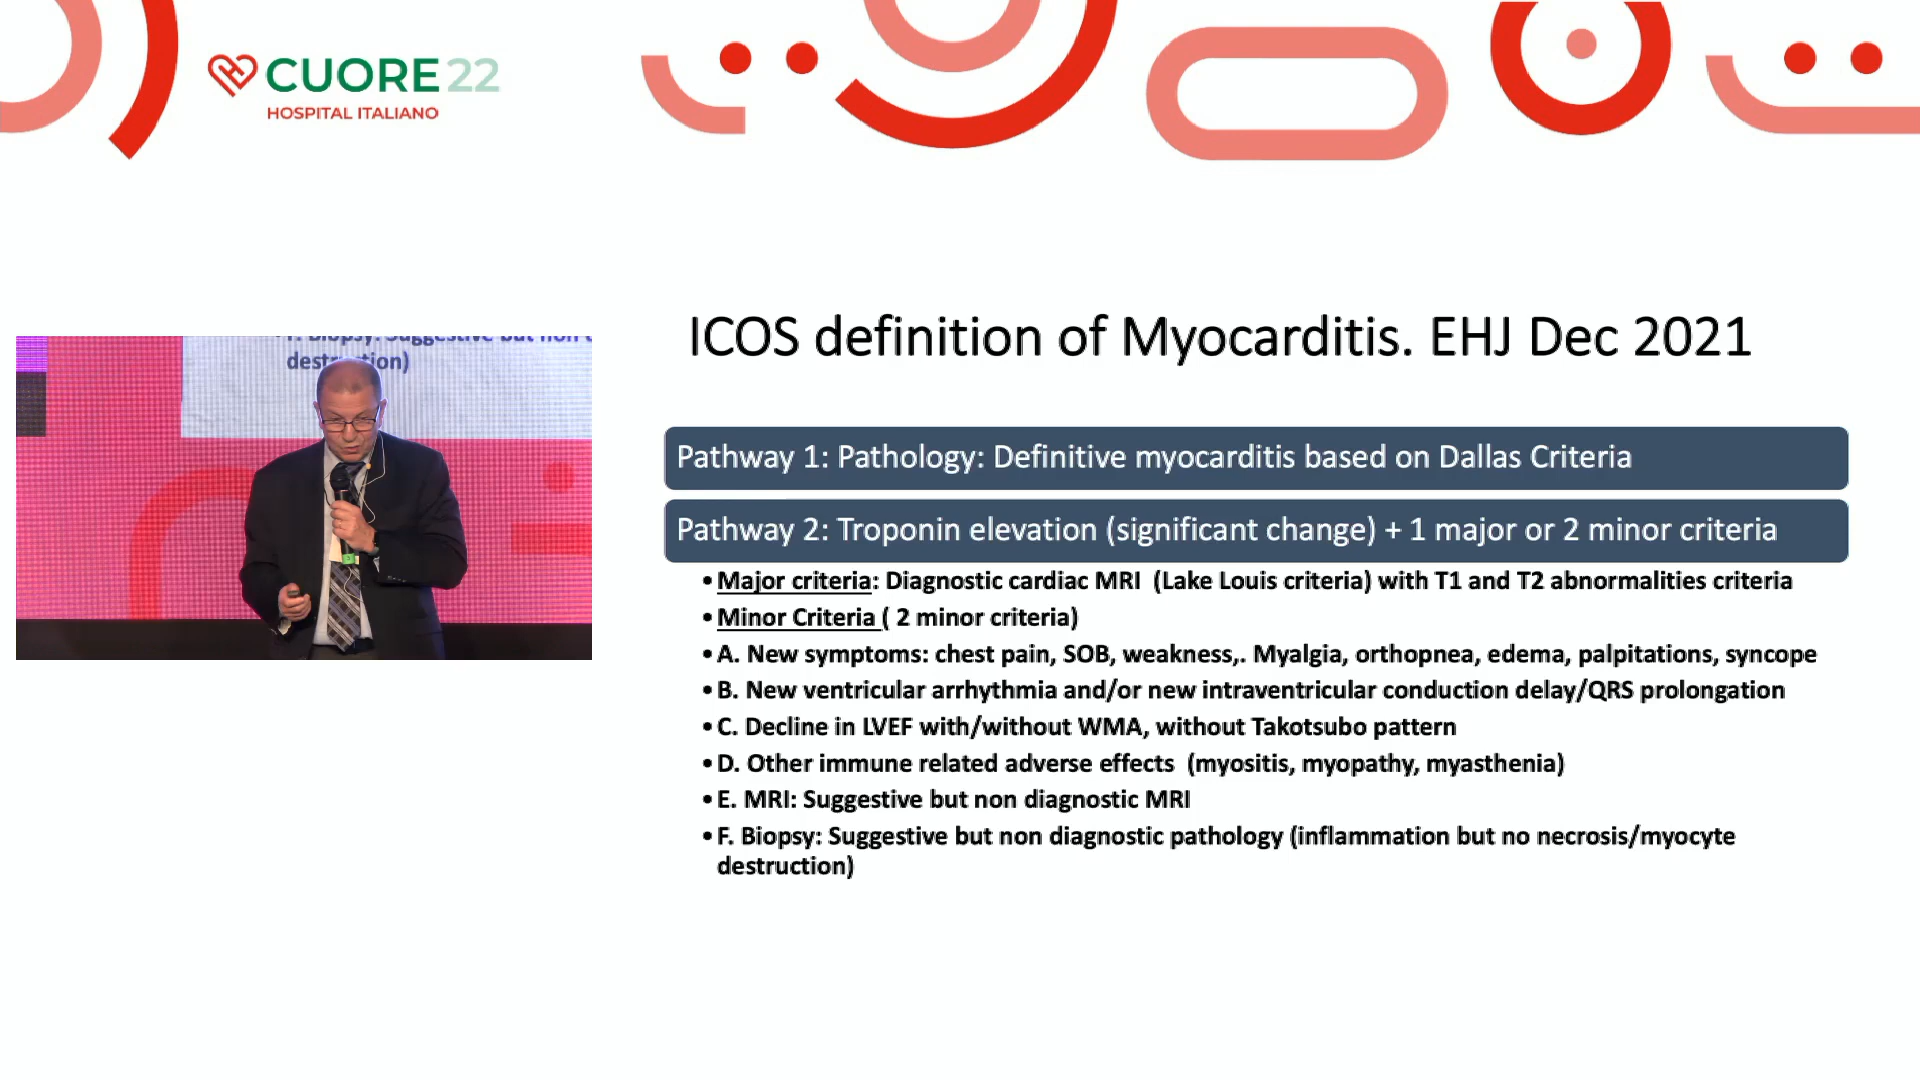 CUORE 22
HOSPITAL ITALIANO
F. Biopsy: Suggestive but non
destruction)
ICOS definition of Myocarditis. EHJ Dec 2021
Pathway 1: Pathology: Definitive myocarditis based on Dallas Criteria
Pathway 2: Troponin elevation (significant change) + 1 major or 2 minor criteria
• Major criteria: Diagnostic cardiac MRI (Lake Louis criteria) with T1 and T2 abnormalities criteria
• Minor Criteria ( 2 minor criteria)
• A. New symptoms: chest pain, SOB, weakness,. Myalgia, orthopnea, edema, palpitations, syncope
• B. New ventricular arrhythmia and/or new intraventricular conduction delay/QRS prolongation
• C. Decline in LVEF with/without WMA, without Takotsubo pattern
• D. Other immune related adverse effects (myositis, myopathy, myasthenia)
• E. MRI: Suggestive but non diagnostic MRI
• F. Biopsy: Suggestive but non diagnostic pathology (inflammation but no necrosis/myocyte
destruction)